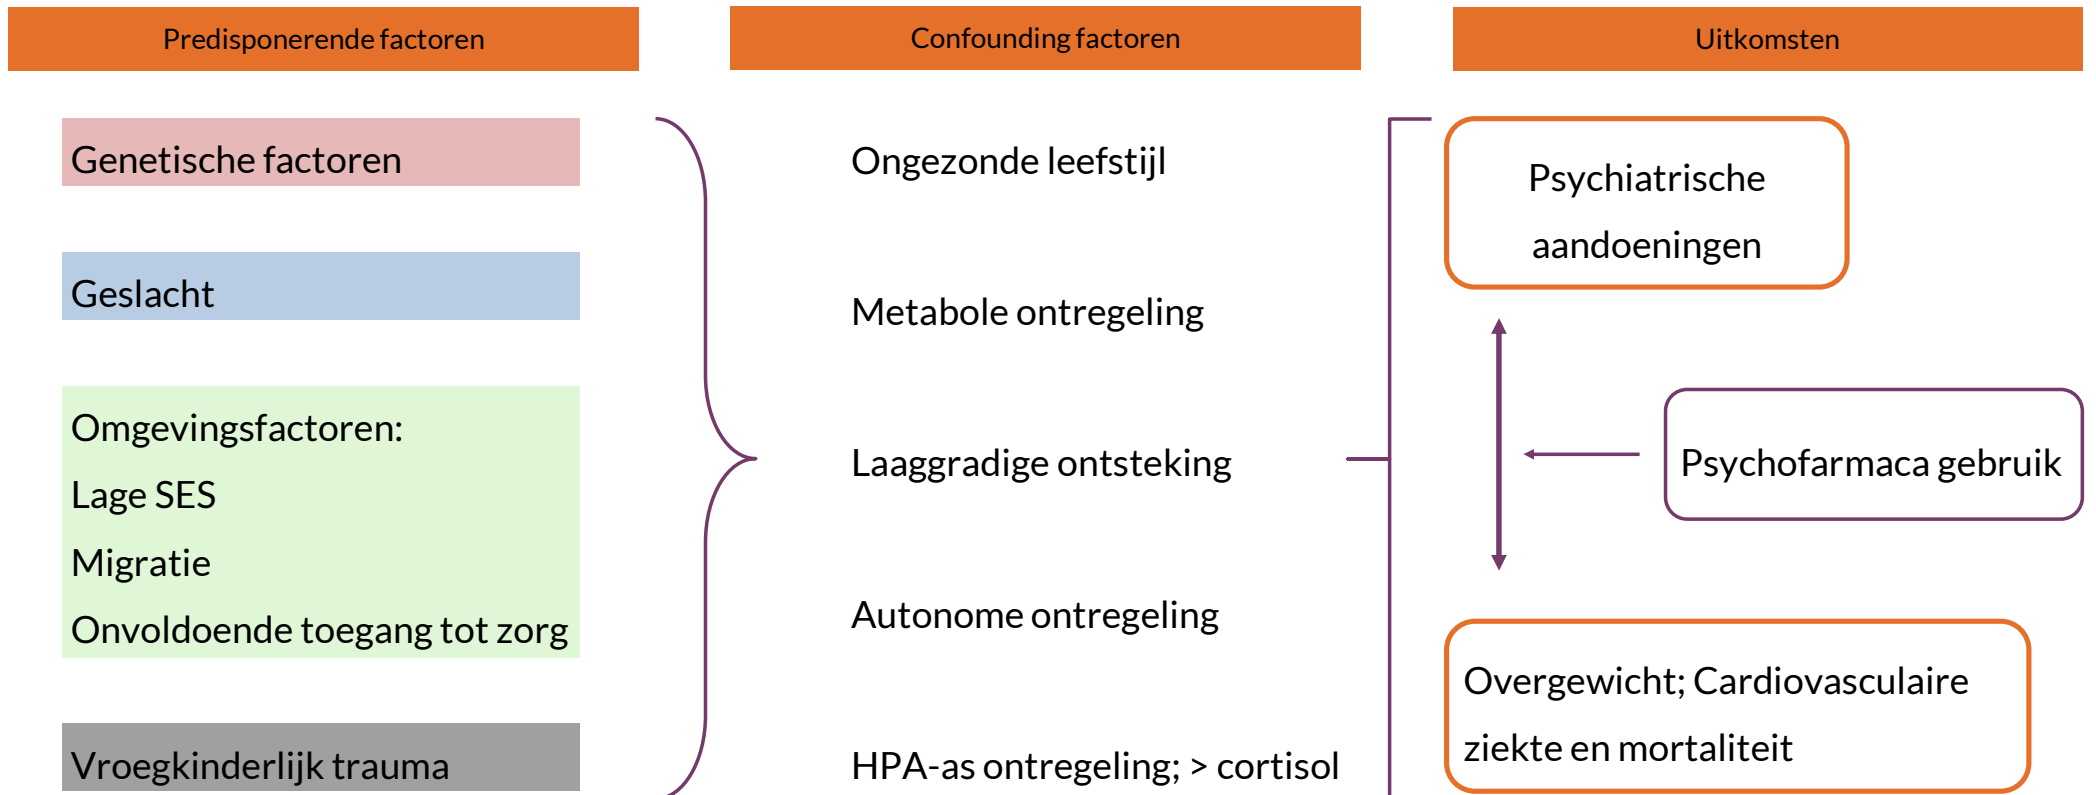 Predisponerende factoren
Confounding factoren
Uitkomsten
Genetische factoren
Geslacht
Omgevingsfactoren:
Lage SES
Migratie
Onvoldoende toegang tot zorg
Vroegkinderlijk trauma
Ongezonde leefstijl
Metabole ontregeling
Laaggradige ontsteking
Autonome ontregeling
HPA-as ontregeling; > cortisol
Psychiatrische
aandoeningen
Psychofarmaca gebruik
Overgewicht; Cardiovasculaire
ziekte en mortaliteit